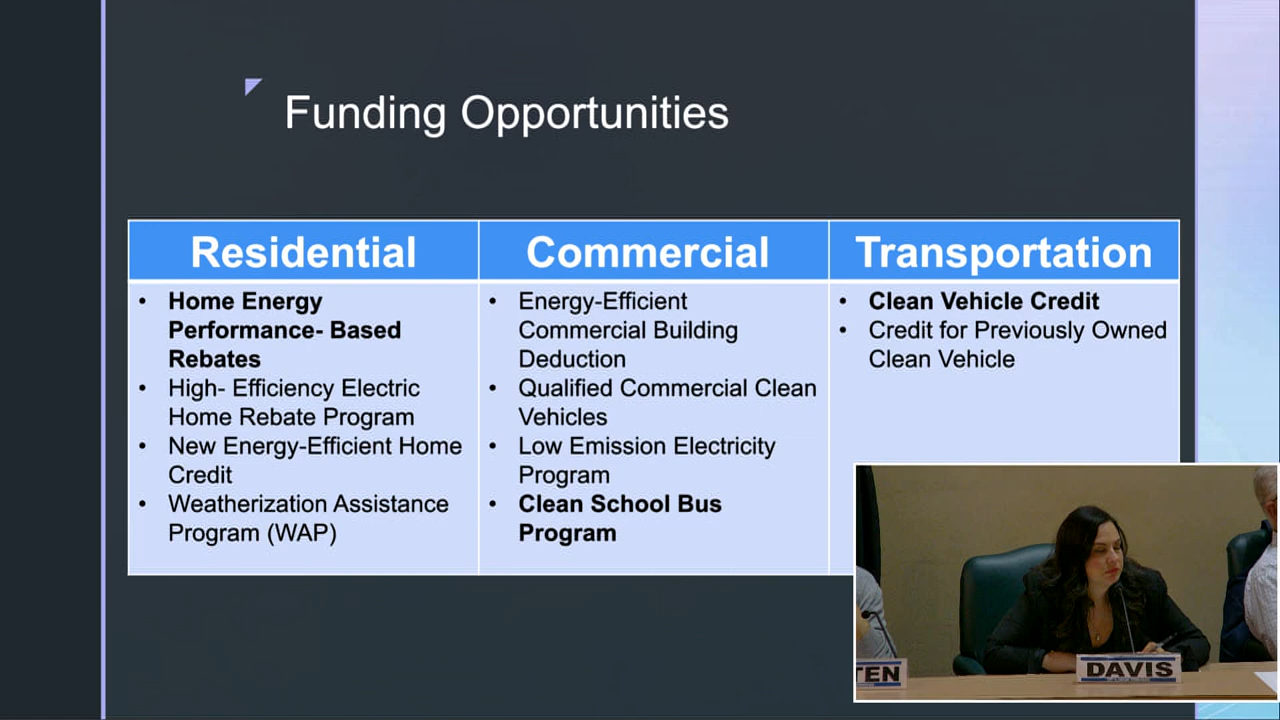 Funding Opportunities
Residential
Commercial
Transportation
• Home Energy
Performance- Based
Rebates
• High- Efficiency Electric
Home Rebate Program
• New Energy-Efficient Home
Credit
• Weatherization Assistance
Program (WAP)
• Energy-Efficient
Commercial Building
Deduction
• Qualified Commercial Clean
Vehicles
• Low Emission Electricity
Program
• Clean School Bus
Program
• Clean Vehicle Credit
• Credit for Previously Owned
Clean Vehicle
TEN
DAVIS